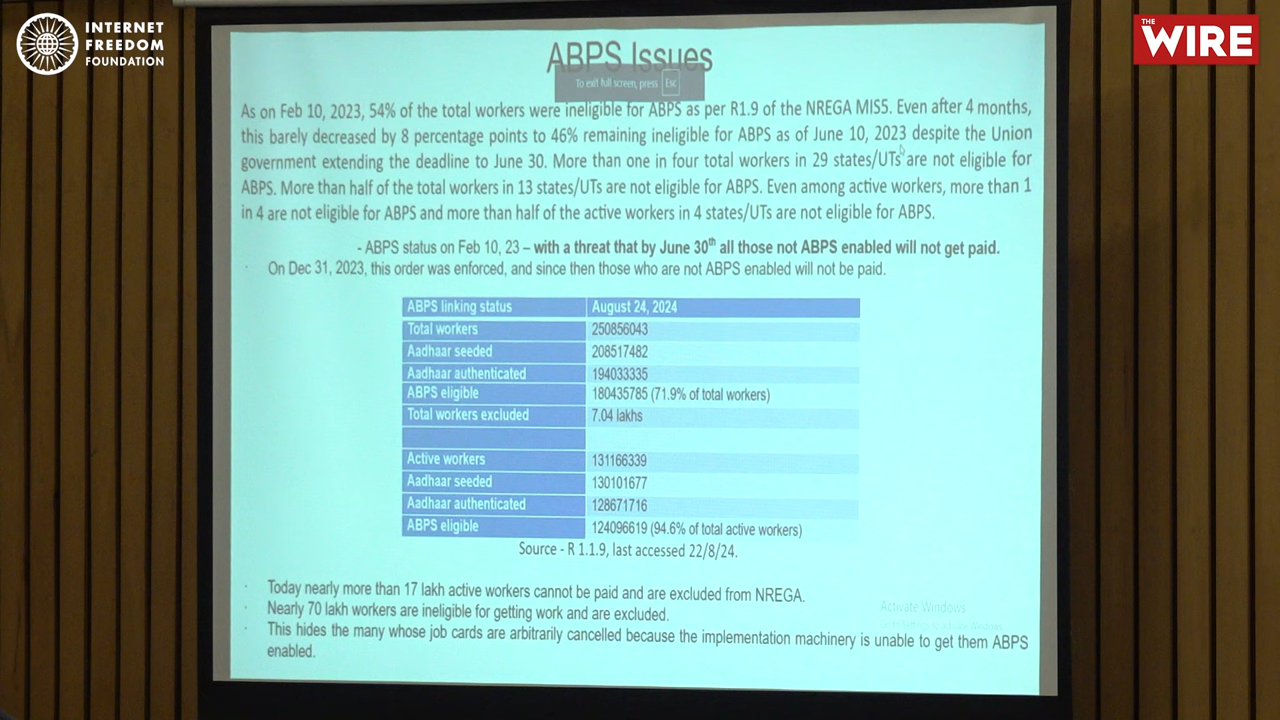 INTERNET
FREEDOM
FOUNDATION
THE
WIRE
ABPS Issues
To exit full screen, press Esc
As on Feb 10, 2023, 54% of the total workers were ineligible for ABPS as per R1.9 of the NREGA MIS5. Even after 4 months,
this barely decreased by 8 percentage points to 46% remaining ineligible for ABPS as of June 10, 2023 despite the Union
government extending the deadline to June 30. More than one in four total workers in 29 states/UTs are not eligible for
ABPS. More than half of the total workers in 13 states/UTs are not eligible for ABPS. Even among active workers, more than 1
in 4 are not eligible for ABPS and more than half of the active workers in 4 states/UTs are not eligible for ABPS.
- ABPS status on Feb 10, 23 – with a threat that by June 30th all those not ABPS enabled will not get paid.
· On Dec 31, 2023, this order was enforced, and since then those who are not ABPS enabled will not be paid.
ABPS linking status August 24, 2024
Total workers 250856043
Aadhaar seeded 208517482
Aadhaar authenticated 194033335
ABPS eligible 180435785 (71.9% of total workers)
Total workers excluded 7.04 lakhs
Active workers 131166339
Aadhaar seeded 130101677
Aadhaar authenticated 128671716
ABPS eligible 124096619 (94.6% of total active workers)
Source - R 1.1.9, last accessed 22/8/24.
· Today nearly more than 17 lakh active workers cannot be paid and are excluded from NREGA.
· Nearly 70 lakh workers are ineligible for getting work and are excluded.
· This hides the many whose job cards are arbitrarily cancelled because the implementation machinery is unable to get them ABPS
enabled.
Activate Windows
Go to Settings to activate Windows.